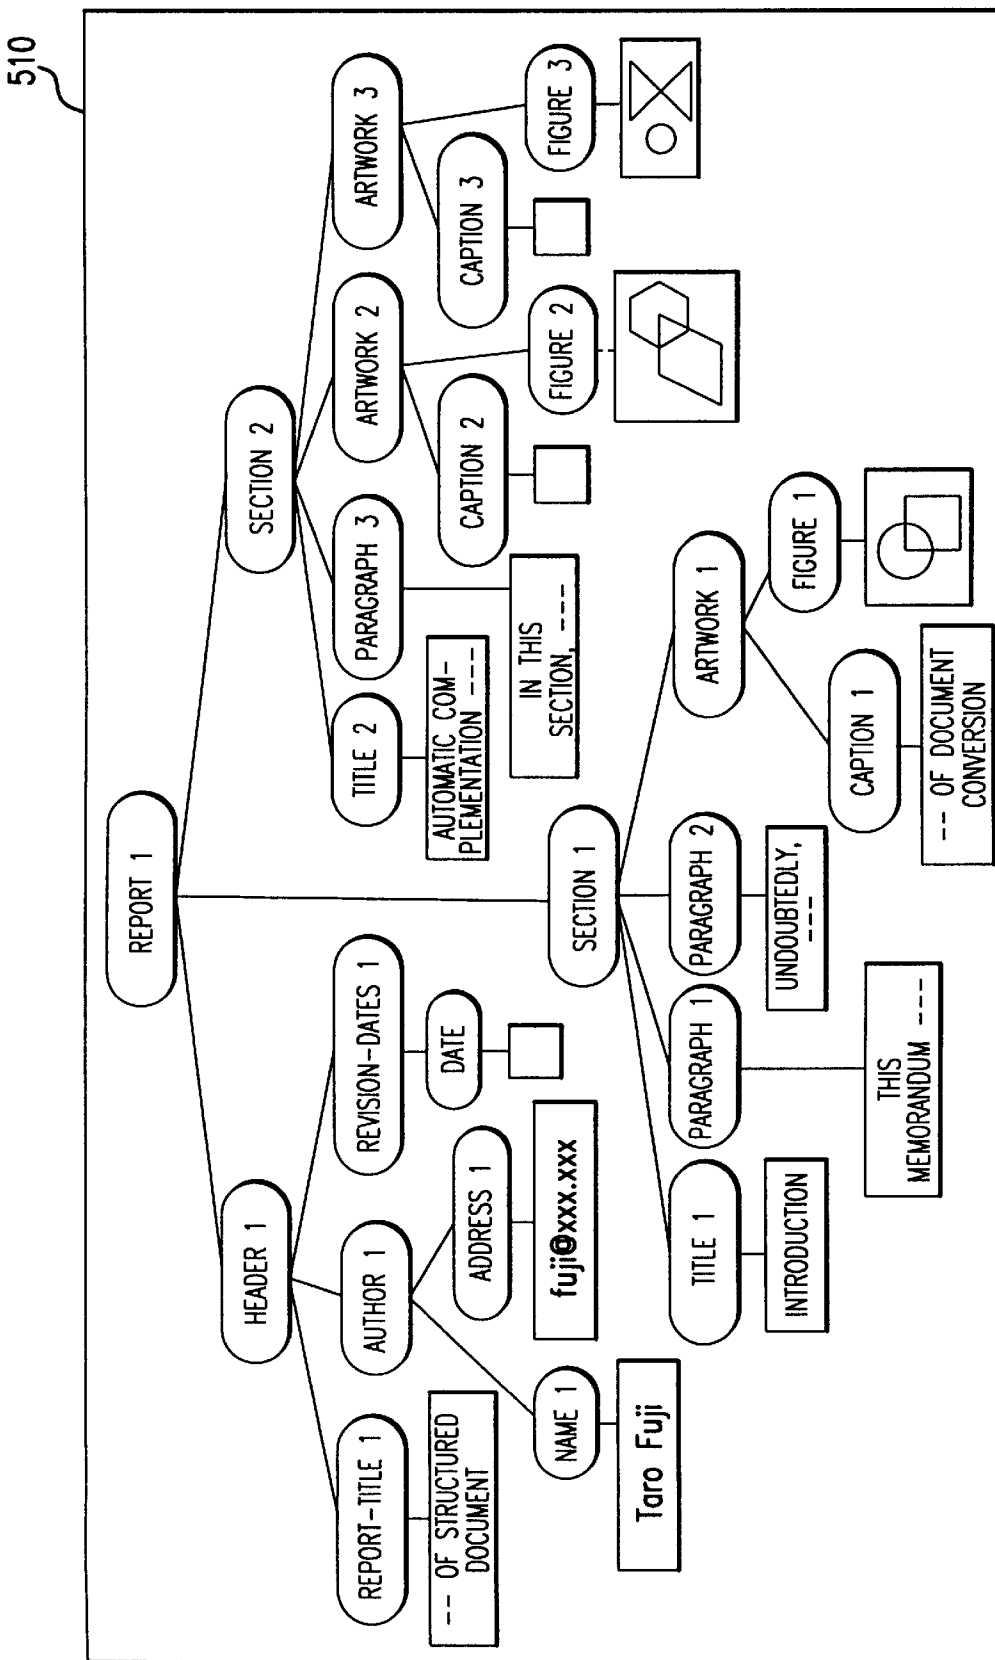 510
REPORT 1
HEADER 1
SECTION 2
REPORT-TITLE 1
AUTHOR 1
REVISION-DATES 1
TITLE 2
PARAGRAPH 3
ARTWORK 2
ARTWORK 3
-- OF STRUCTURED
DOCUMENT
NAME 1
ADDRESS 1
DATE
AUTOMATIC COM-
PLEMENTATION ---
IN THIS
SECTION, ---
CAPTION 2
FIGURE 2
CAPTION 3
FIGURE 3
Taro Fuji
fuji@xxx.xxx
SECTION 1
TITLE 1
PARAGRAPH 1
PARAGRAPH 2
ARTWORK 1
INTRODUCTION
THIS
MEMORANDUM ---
UNDOUBTEDLY,
---
CAPTION 1
FIGURE 1
-- OF DOCUMENT
CONVERSION